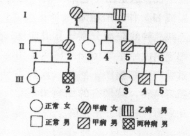 I
1 2
II
1 2 3 4 5 6
III
1 2 3 4 5
正常 女 甲病 女 乙病 男
正常 男 甲病 男 两种病 男